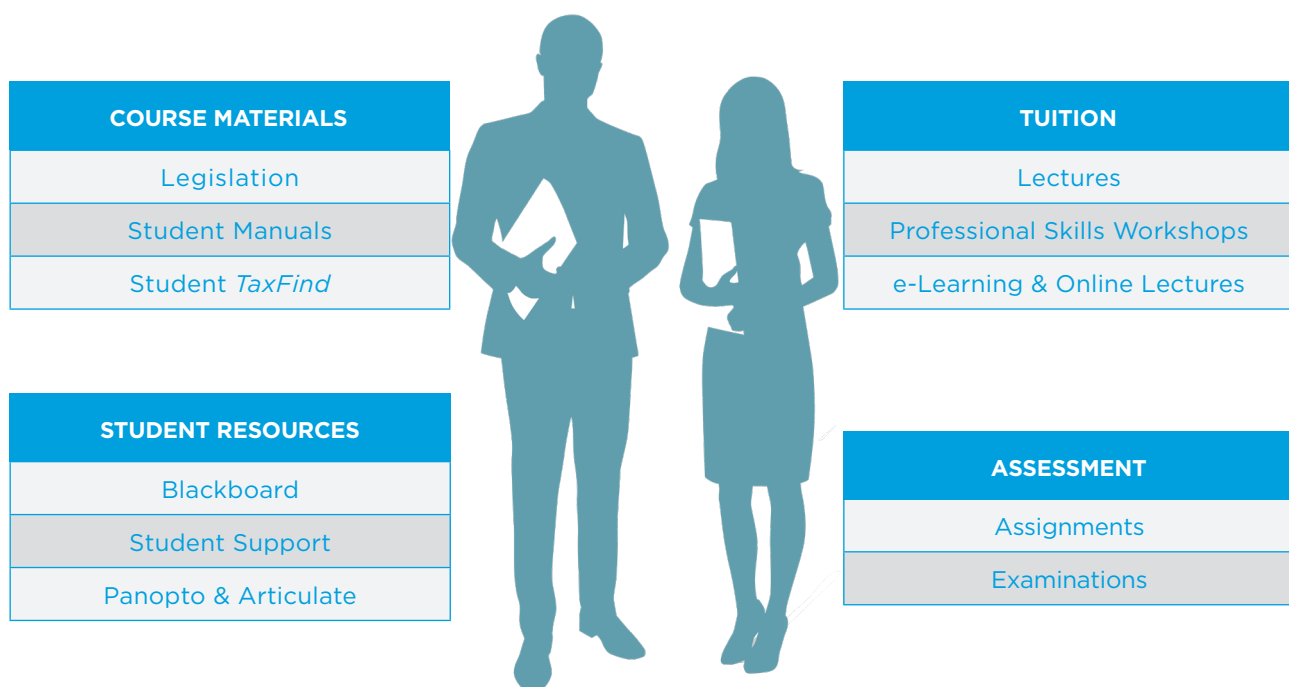 COURSE MATERIALS
Legislation
Student Manuals
Student TaxFind
STUDENT RESOURCES
Blackboard
Student Support
Panopto & Articulate
TUITION
Lectures
Professional Skills Workshops
e-Learning & Online Lectures
ASSESSMENT
Assignments
Examinations